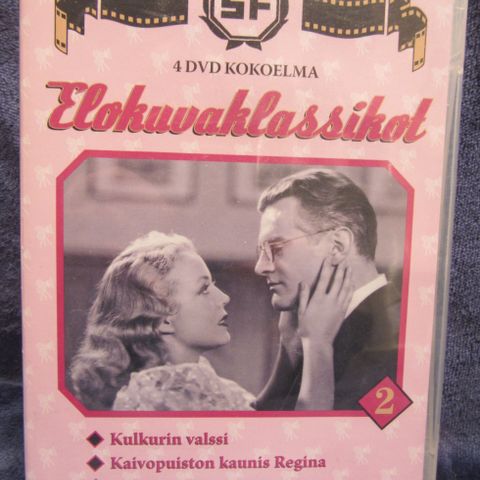 SF
4 DVD KOKOELMA
Elokuvaklassikot
2
Kulkurin valssi
Kaivopuiston kaunis Regina